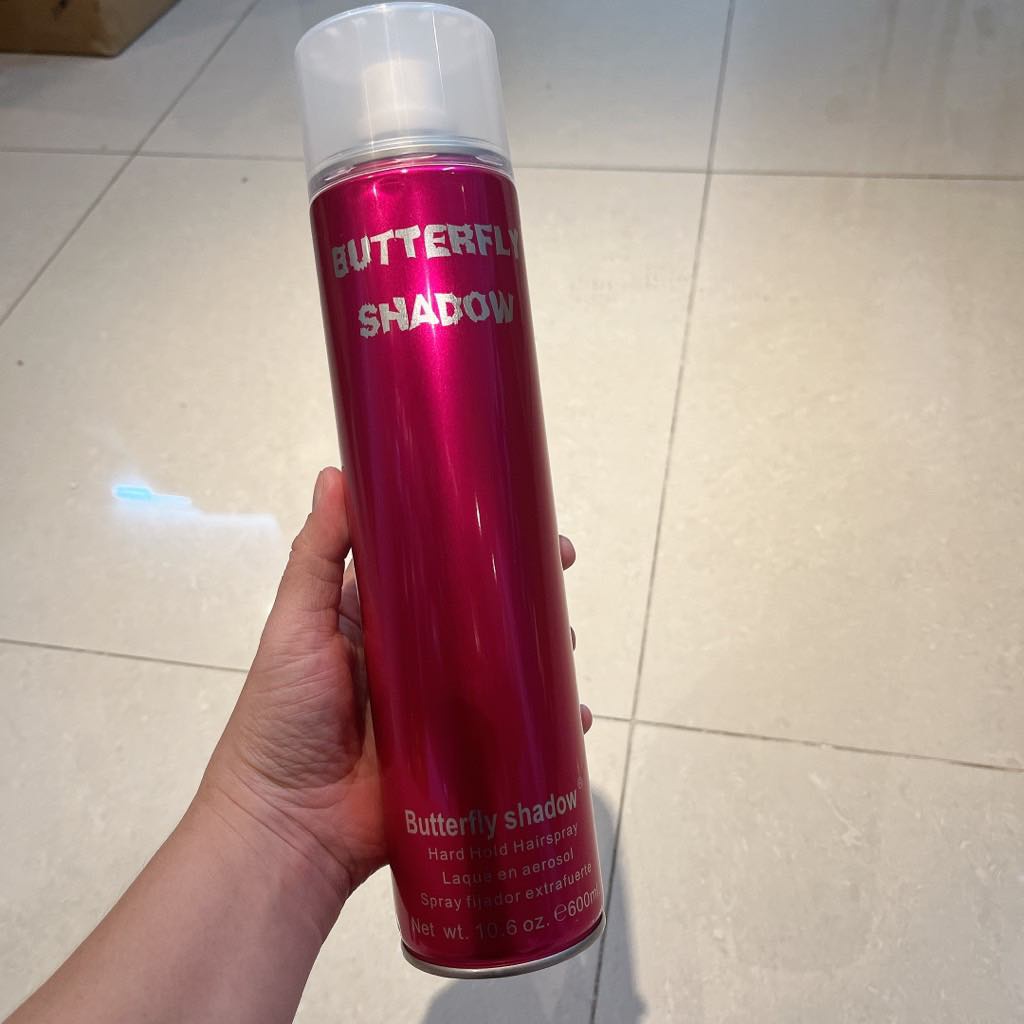 BUTTERFLY
SHADOW
Butterfly shadow®
Hard Hold Hairspray
Laque en aerosol
Spray fijador extrafuerte
Net wt. 10.6 oz. ℮600ml